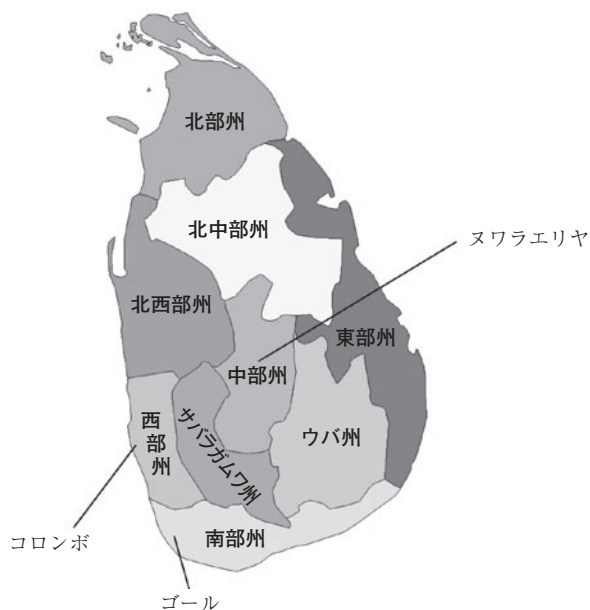 北部州
北中部州
ヌワラエリヤ
北西部州
東部州
中部州
西部州
サバラガムワ州
ウバ州
コロンボ
南部州
ゴール